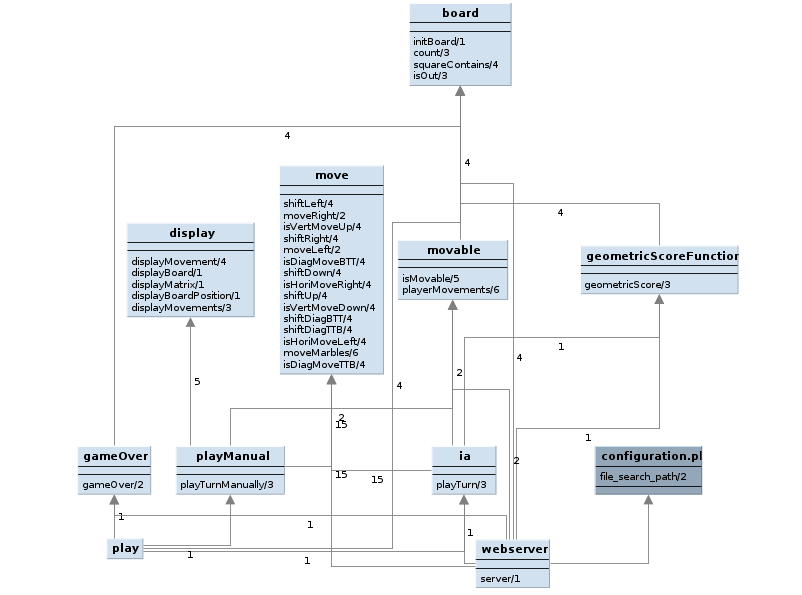 board
initBoard/1
count/3
squareContains/4
isOut/3
4
4
move
shiftLeft/4
moveRight/2
isVertMoveUp/4
shiftRight/4
moveLeft/2
isDiagMoveBTT/4
shiftDown/4
isHoriMoveRight/4
shiftUp/4
isVertMoveDown/4
shiftDiagBTT/4
shiftDiagTTB/4
isHoriMoveLeft/4
moveMarbles/6
isDiagMoveTTB/4
4
display
displayMovement/4
displayBoard/1
displayMatrix/1
displayBoardPosition/1
displayMovements/3
movable
isMovable/5
playerMovements/6
geometricScoreFunction
geometricScore/3
1
4
2
5
4
2
15
1
gameOver
gameOver/2
playManual
playTurnManually/3
ia
playTurn/3
2
configuration.pl
file_search_path/2
15
15
1
1
1
play
1
1
webserver
server/1